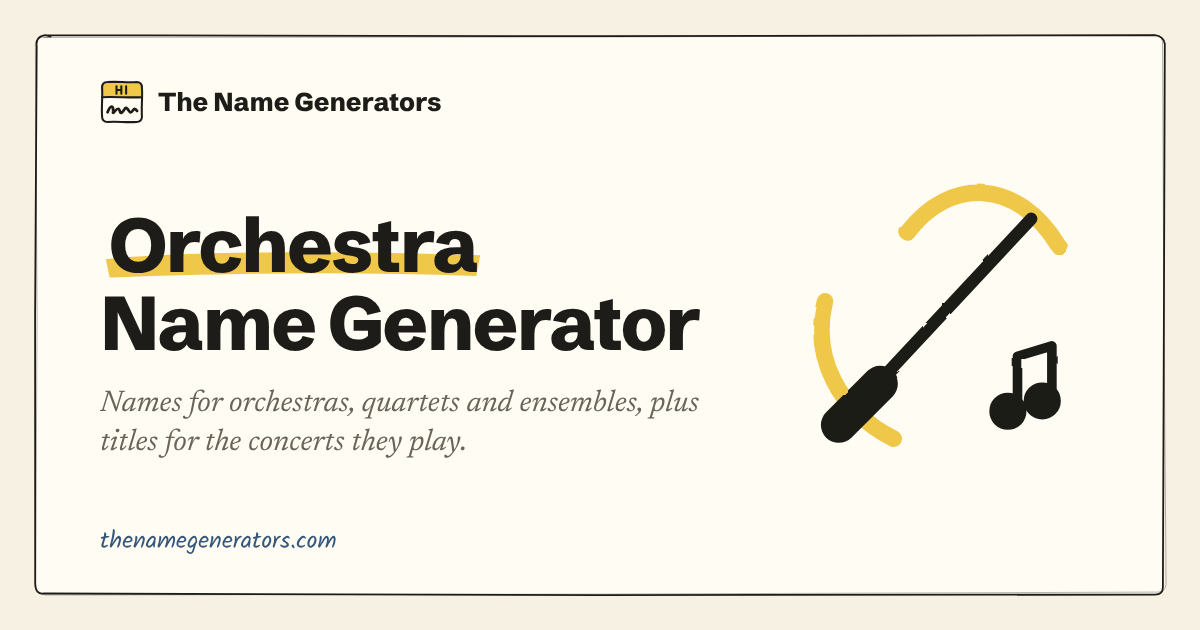 HI
The Name Generators
Orchestra
Name Generator
Names for orchestras, quartets and ensembles, plus
titles for the concerts they play.
thenamegenerators.com